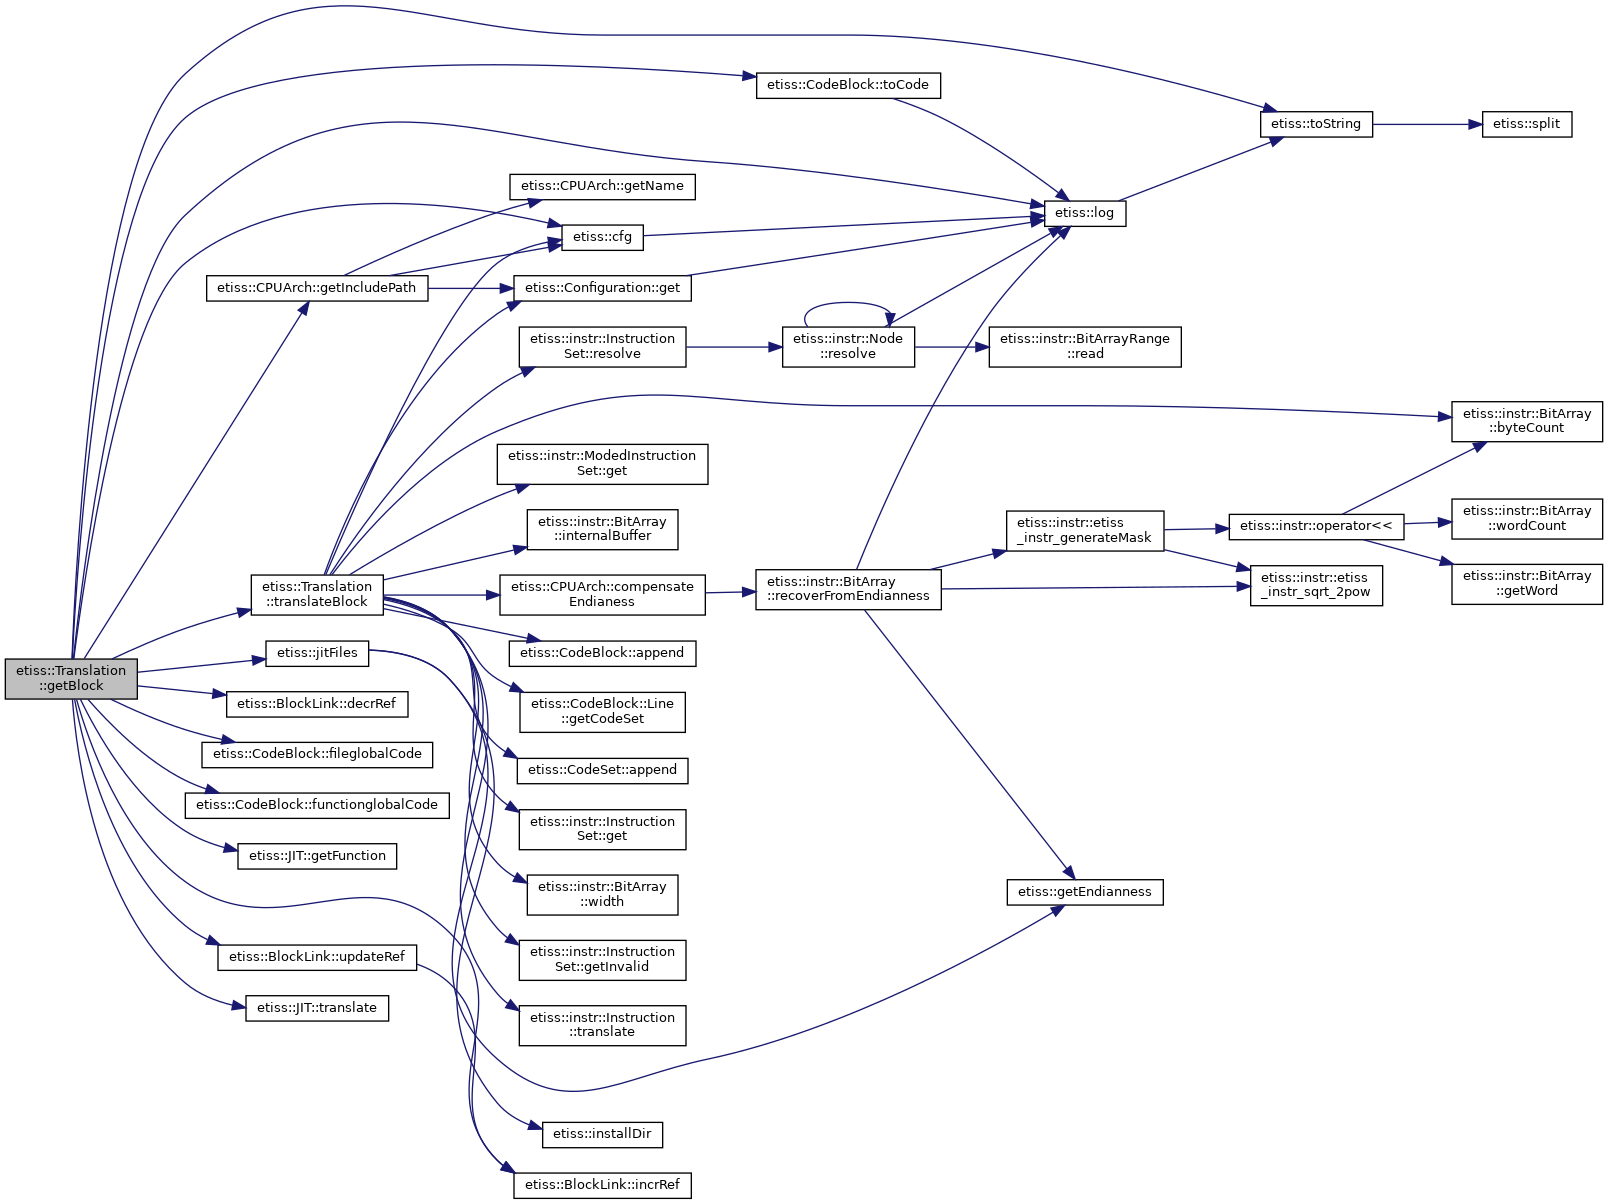 etiss::Translation
::getBlock
etiss::CPUArch::getIncludePath
etiss::Translation
::translateBlock
etiss::jitFiles
etiss::BlockLink::decrRef
etiss::CodeBlock::fileglobalCode
etiss::CodeBlock::functionglobalCode
etiss::JIT::getFunction
etiss::BlockLink::updateRef
etiss::JIT::translate
etiss::CPUArch::getName
etiss::cfg
etiss::Configuration::get
etiss::instr::Instruction
Set::resolve
etiss::instr::ModedInstruction
Set::get
etiss::instr::BitArray
::internalBuffer
etiss::CPUArch::compensate
Endianess
etiss::CodeBlock::append
etiss::CodeBlock::Line
::getCodeSet
etiss::CodeSet::append
etiss::instr::Instruction
Set::get
etiss::instr::BitArray
::width
etiss::instr::Instruction
Set::getInvalid
etiss::instr::Instruction
::translate
etiss::installDir
etiss::BlockLink::incrRef
etiss::CodeBlock::toCode
etiss::instr::Node
::resolve
etiss::instr::BitArray
::recoverFromEndianness
etiss::log
etiss::instr::BitArrayRange
::read
etiss::instr::etiss
_instr_generateMask
etiss::getEndianness
etiss::toString
etiss::instr::operator<<
etiss::instr::etiss
_instr_sqrt_2pow
etiss::split
etiss::instr::BitArray
::byteCount
etiss::instr::BitArray
::wordCount
etiss::instr::BitArray
::getWord